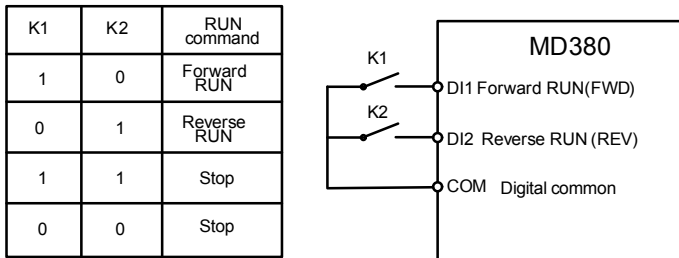 K1 K2 RUN command
1 0 Forward RUN
0 1 Reverse RUN
1 1 Stop
0 0 Stop
MD380
K1
DI1 Forward RUN(FWD)
K2
DI2 Reverse RUN (REV)
COM Digital common